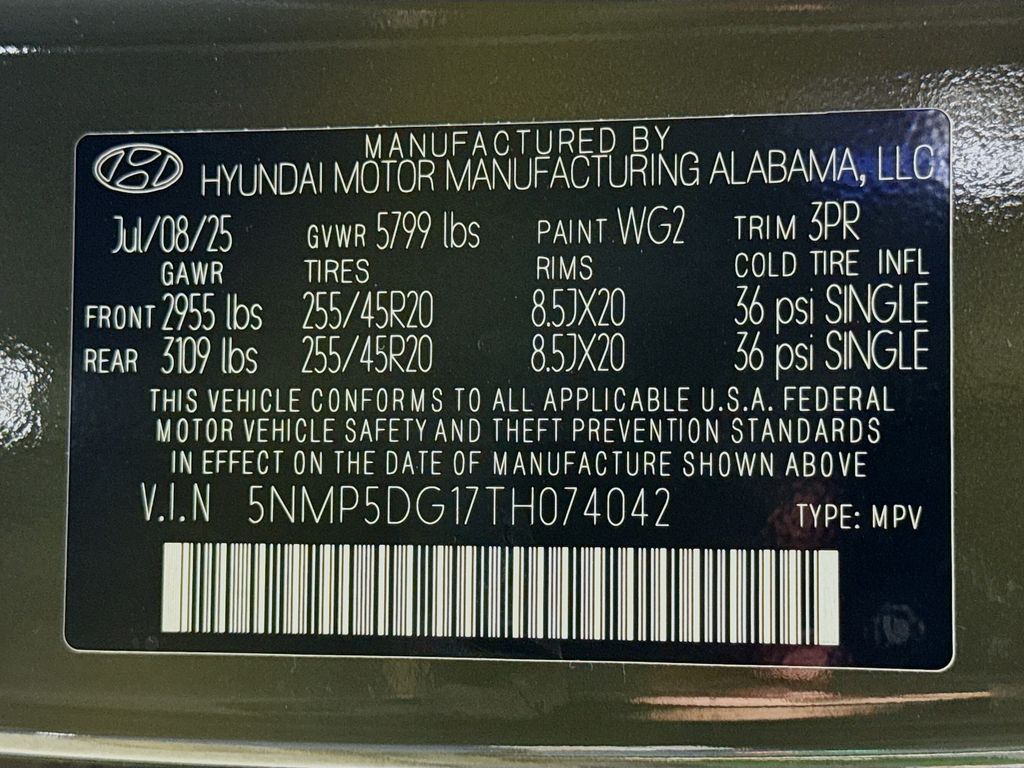 MANUFACTURED BY
HYUNDAI MOTOR MANUFACTURING ALABAMA, LLC
Jul/08/25 GVWR 5799 lbs PAINT WG2 TRIM 3PR
GAWR TIRES RIMS COLD TIRE INFL
FRONT 2955 lbs 255/45R20 8.5JX20 36 psi SINGLE
REAR 3109 lbs 255/45R20 8.5JX20 36 psi SINGLE
THIS VEHICLE CONFORMS TO ALL APPLICABLE U.S.A. FEDERAL
MOTOR VEHICLE SAFETY AND THEFT PREVENTION STANDARDS
IN EFFECT ON THE DATE OF MANUFACTURE SHOWN ABOVE
V.I.N 5NMP5DG17TH074042 TYPE: MPV